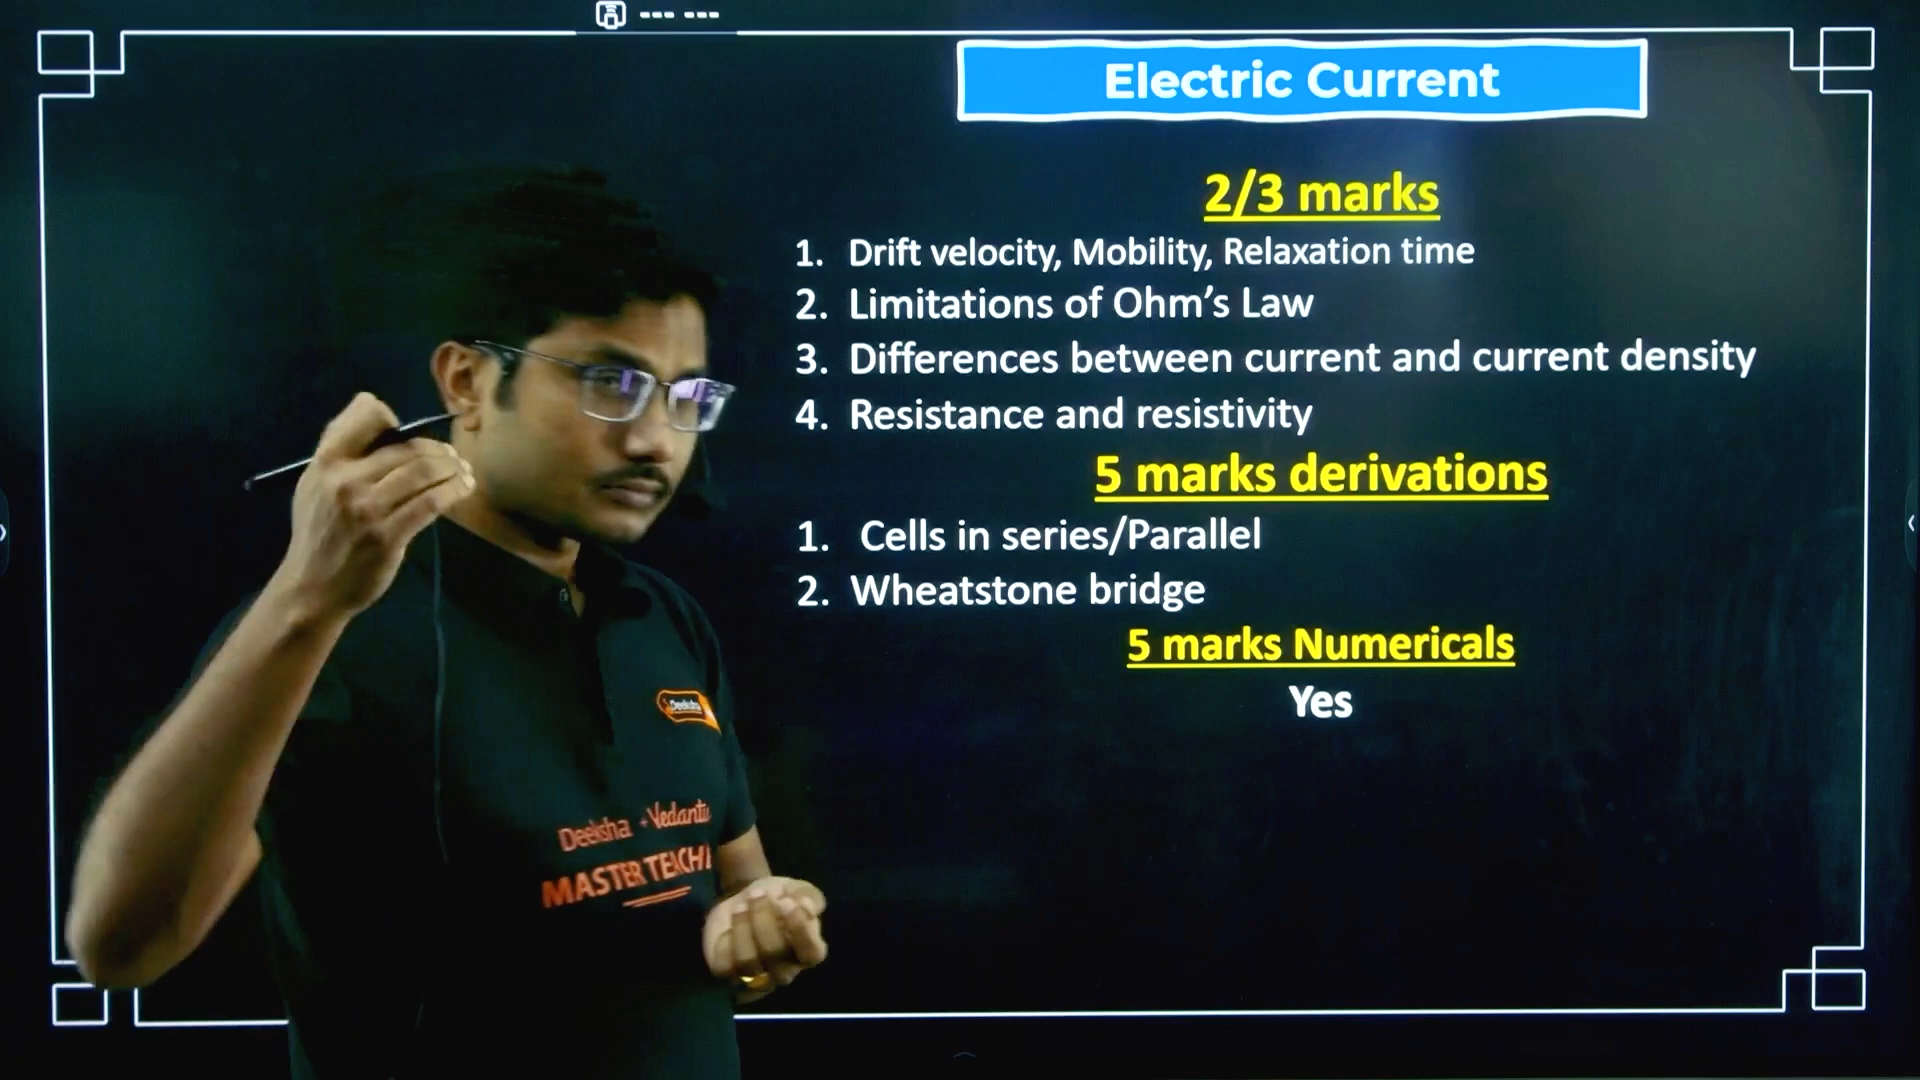 Electric Current
2/3 marks
1. Drift velocity, Mobility, Relaxation time
2. Limitations of Ohm's Law
3. Differences between current and current density
4. Resistance and resistivity
5 marks derivations
1. Cells in series/Parallel
2. Wheatstone bridge
5 marks Numericals
Yes
Deeksha
Deeksha Vedantu
MASTER TEACHE